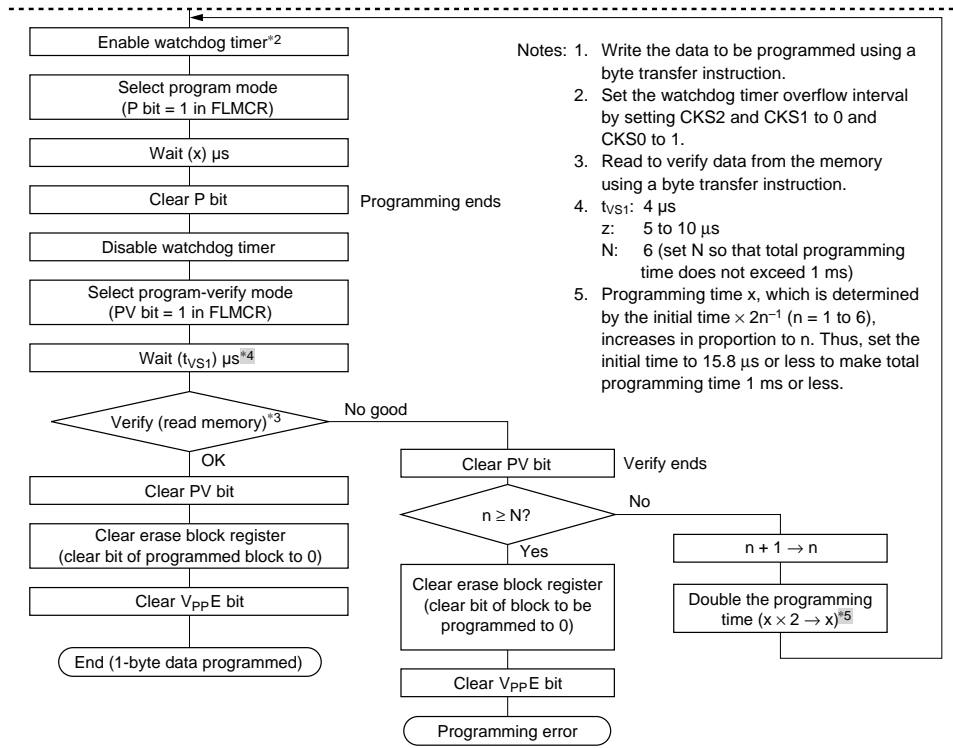 Enable watchdog timer*2
Select program mode
(P bit = 1 in FLMCR)
Wait (x) µs
Clear P bit
Programming ends
Disable watchdog timer
Select program-verify mode
(PV bit = 1 in FLMCR)
Wait (tVS1) µs*4
Verify (read memory)*3
No good
OK
Clear PV bit
Clear erase block register
(clear bit of programmed block to 0)
Clear VPPE bit
End (1-byte data programmed)
Clear PV bit
Verify ends
n ≥ N?
No
Yes
Clear erase block register
(clear bit of block to be
programmed to 0)
Clear VPPE bit
Programming error
n + 1 → n
Double the programming
time (x × 2 → x)*5
Notes: 1. Write the data to be programmed using a
byte transfer instruction.
2. Set the watchdog timer overflow interval
by setting CKS2 and CKS1 to 0 and
CKS0 to 1.
3. Read to verify data from the memory
using a byte transfer instruction.
4. tVS1: 4 µs
z: 5 to 10 µs
N: 6 (set N so that total programming
time does not exceed 1 ms)
5. Programming time x, which is determined
by the initial time × 2n–1 (n = 1 to 6),
increases in proportion to n. Thus, set the
initial time to 15.8 µs or less to make total
programming time 1 ms or less.